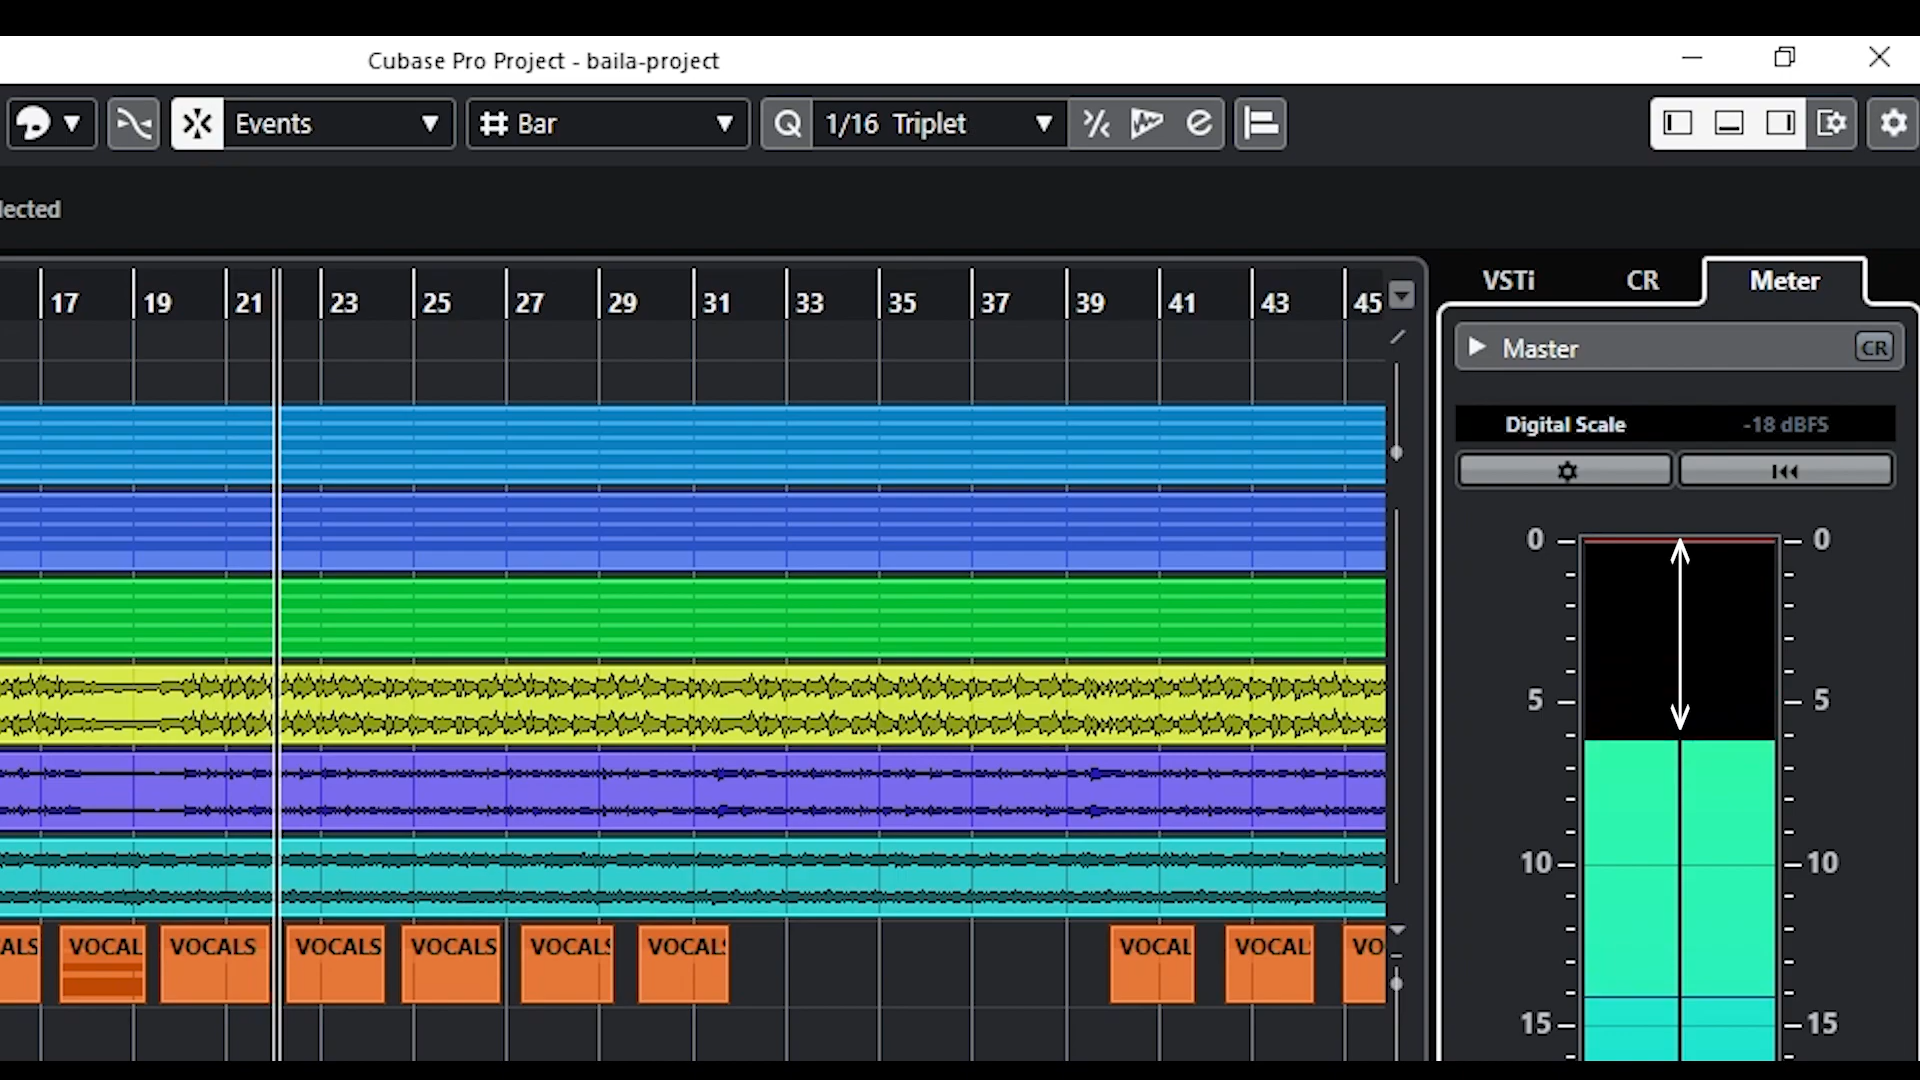 Cubase Pro Project - baila-project
Events
Bar
Q 1/16 Triplet
lected
17 19 21 23 25 27 29 31 33 35 37 39 41 43 45
VSTi CR Meter
Master CR
Digital Scale -18 dBFS
0 0
5 5
10 10
15 15
ALS VOCAL VOCALS VOCALS VOCALS VOCALS VOCALS VOCAL VOCAL VO